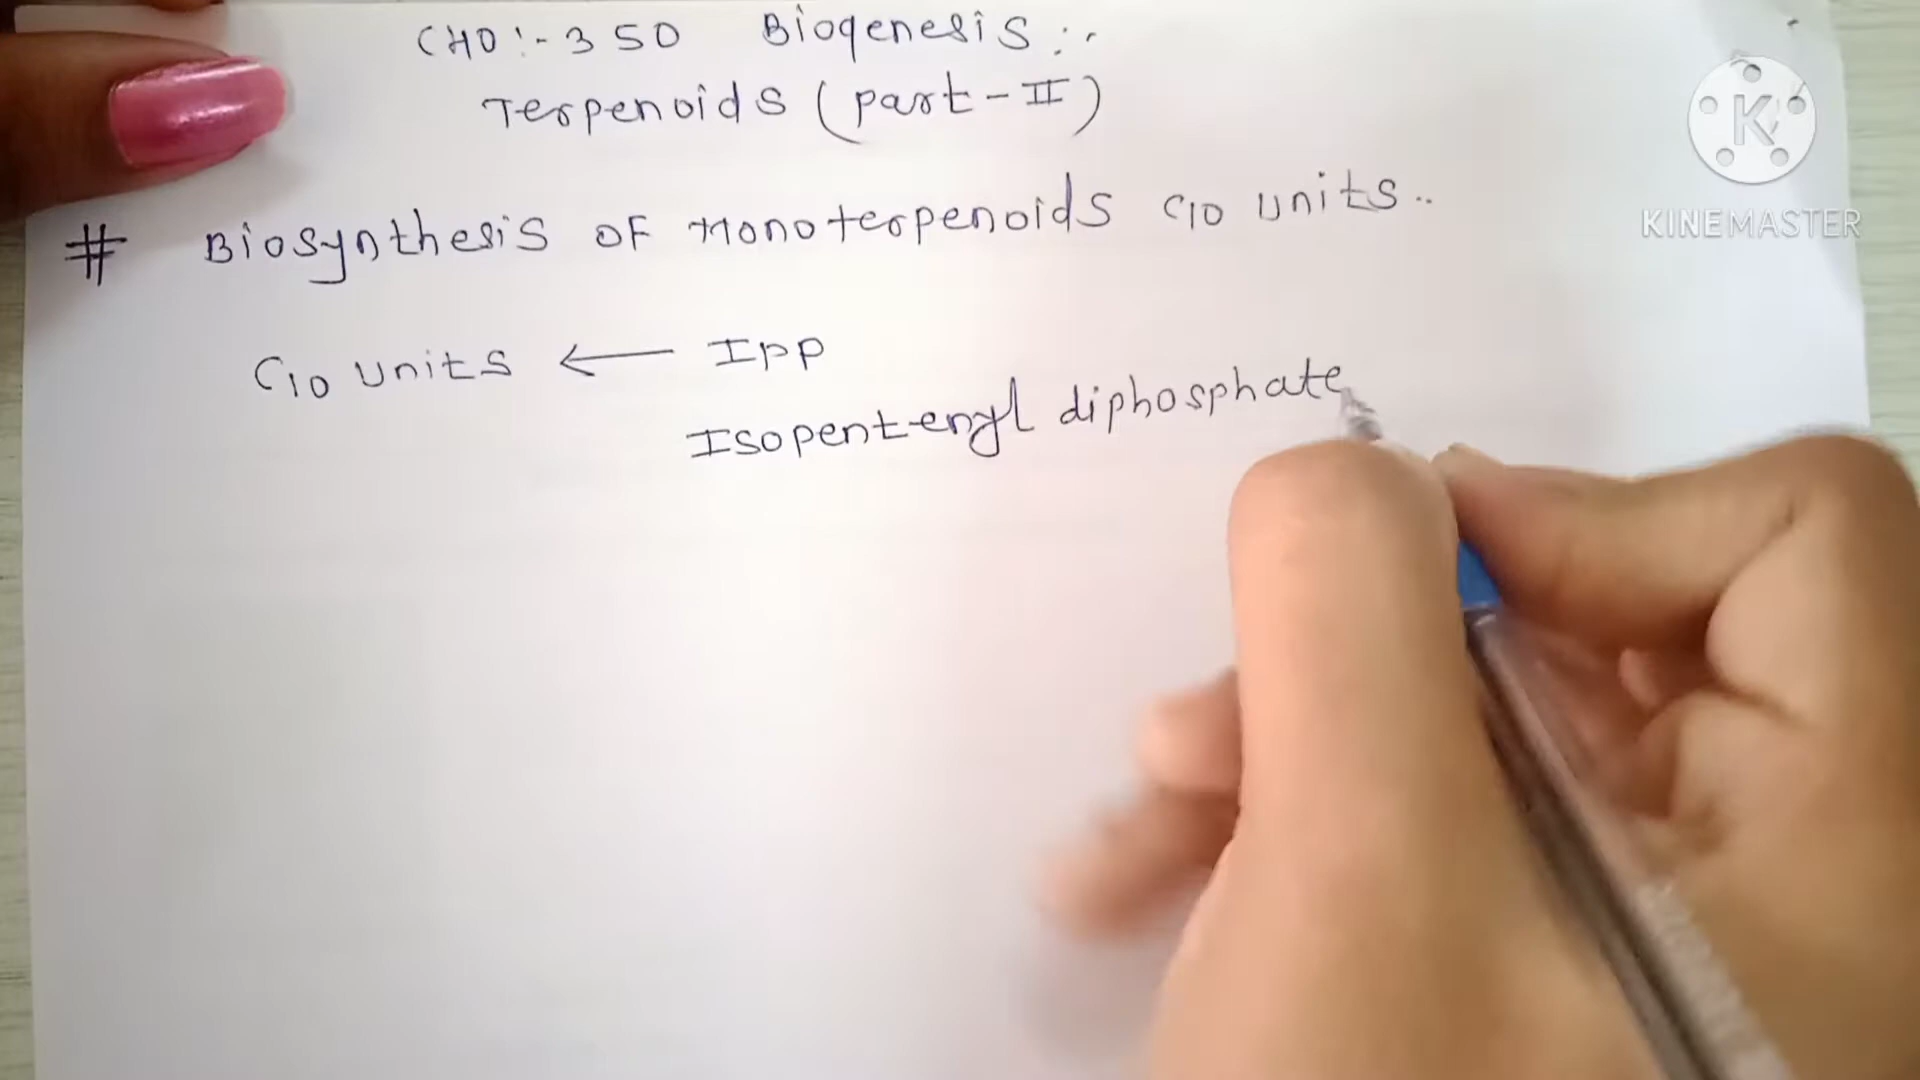 CHO:- 350 Biogenesis :-
Terpenoids (part-II)
# Biosynthesis of Monoterpenoids C10 units..
C10 units ← Ipp
Isopentenyl diphosphate
K
KINEMASTER